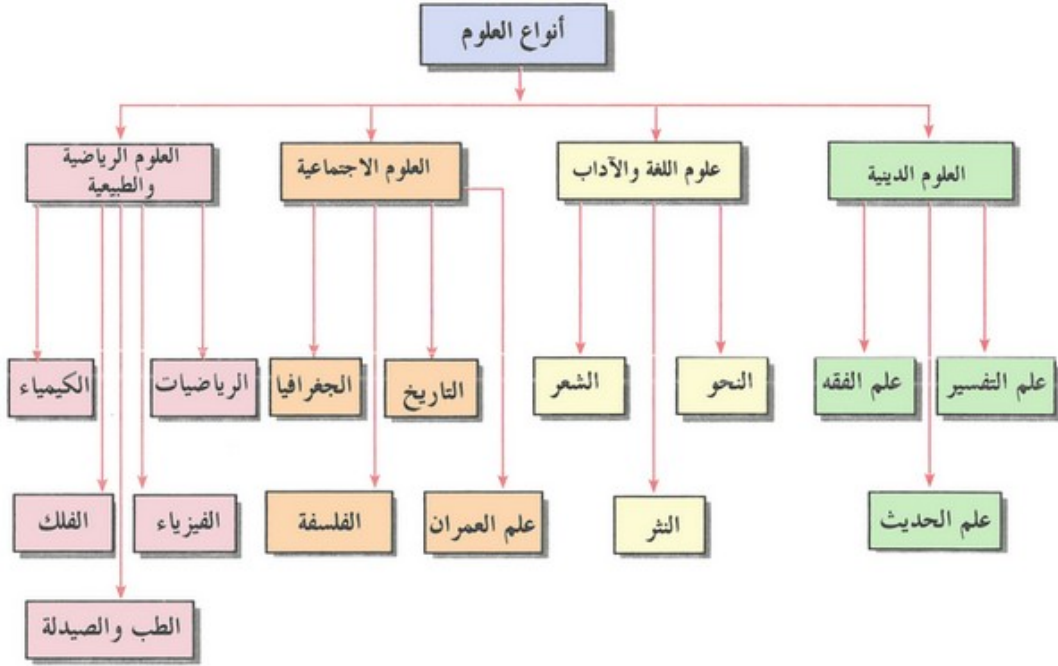 أنواع العلوم
العلوم الدينية
علوم اللغة والآداب
العلوم الاجتماعية
العلوم الرياضية
والطبيعية
علم التفسير
علم الفقه
النحو
الشعر
التاريخ
الجغرافيا
الرياضيات
الكيمياء
علم الحديث
النثر
علم العمران
الفلسفة
الفيزياء
الفلك
الطب والصيدلة